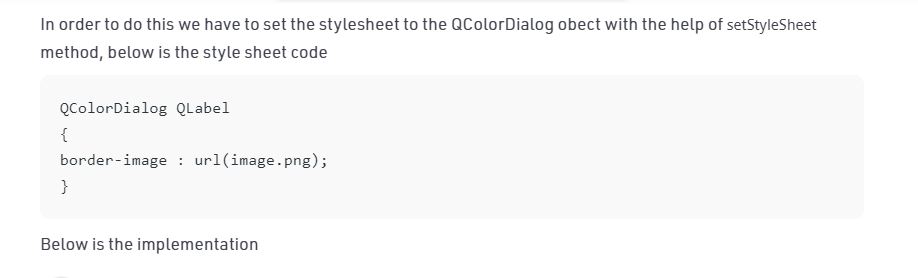 In order to do this we have to set the stylesheet to the QColorDialog obect with the help of setStyleSheet
method, below is the style sheet code
QColorDialog QLabel
{
border-image : url(image.png);
}
Below is the implementation